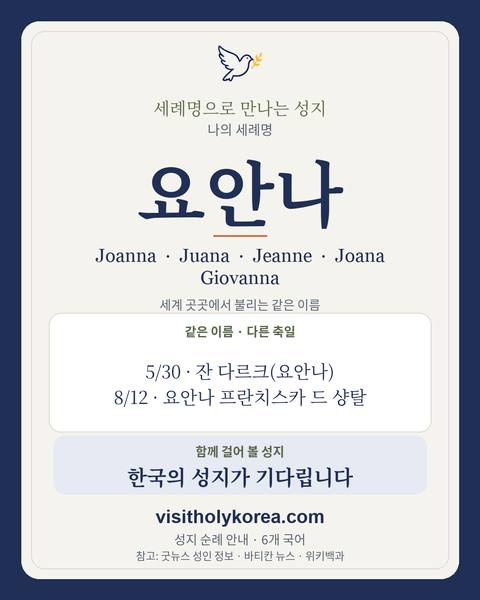 세례명으로 만나는 성지
나의 세례명
요안나
Joanna · Juana · Jeanne · Joana
Giovanna
세계 곳곳에서 불리는 같은 이름
같은 이름 · 다른 축일
5/30 · 잔 다르크(요안나)
8/12 · 요안나 프란치스카 드 샹탈
함께 걸어 볼 성지
한국의 성지가 기다립니다
visitholykorea.com
성지 순례 안내 · 6개 국어
참고: 굿뉴스 성인 정보 · 바티칸 뉴스 · 위키백과